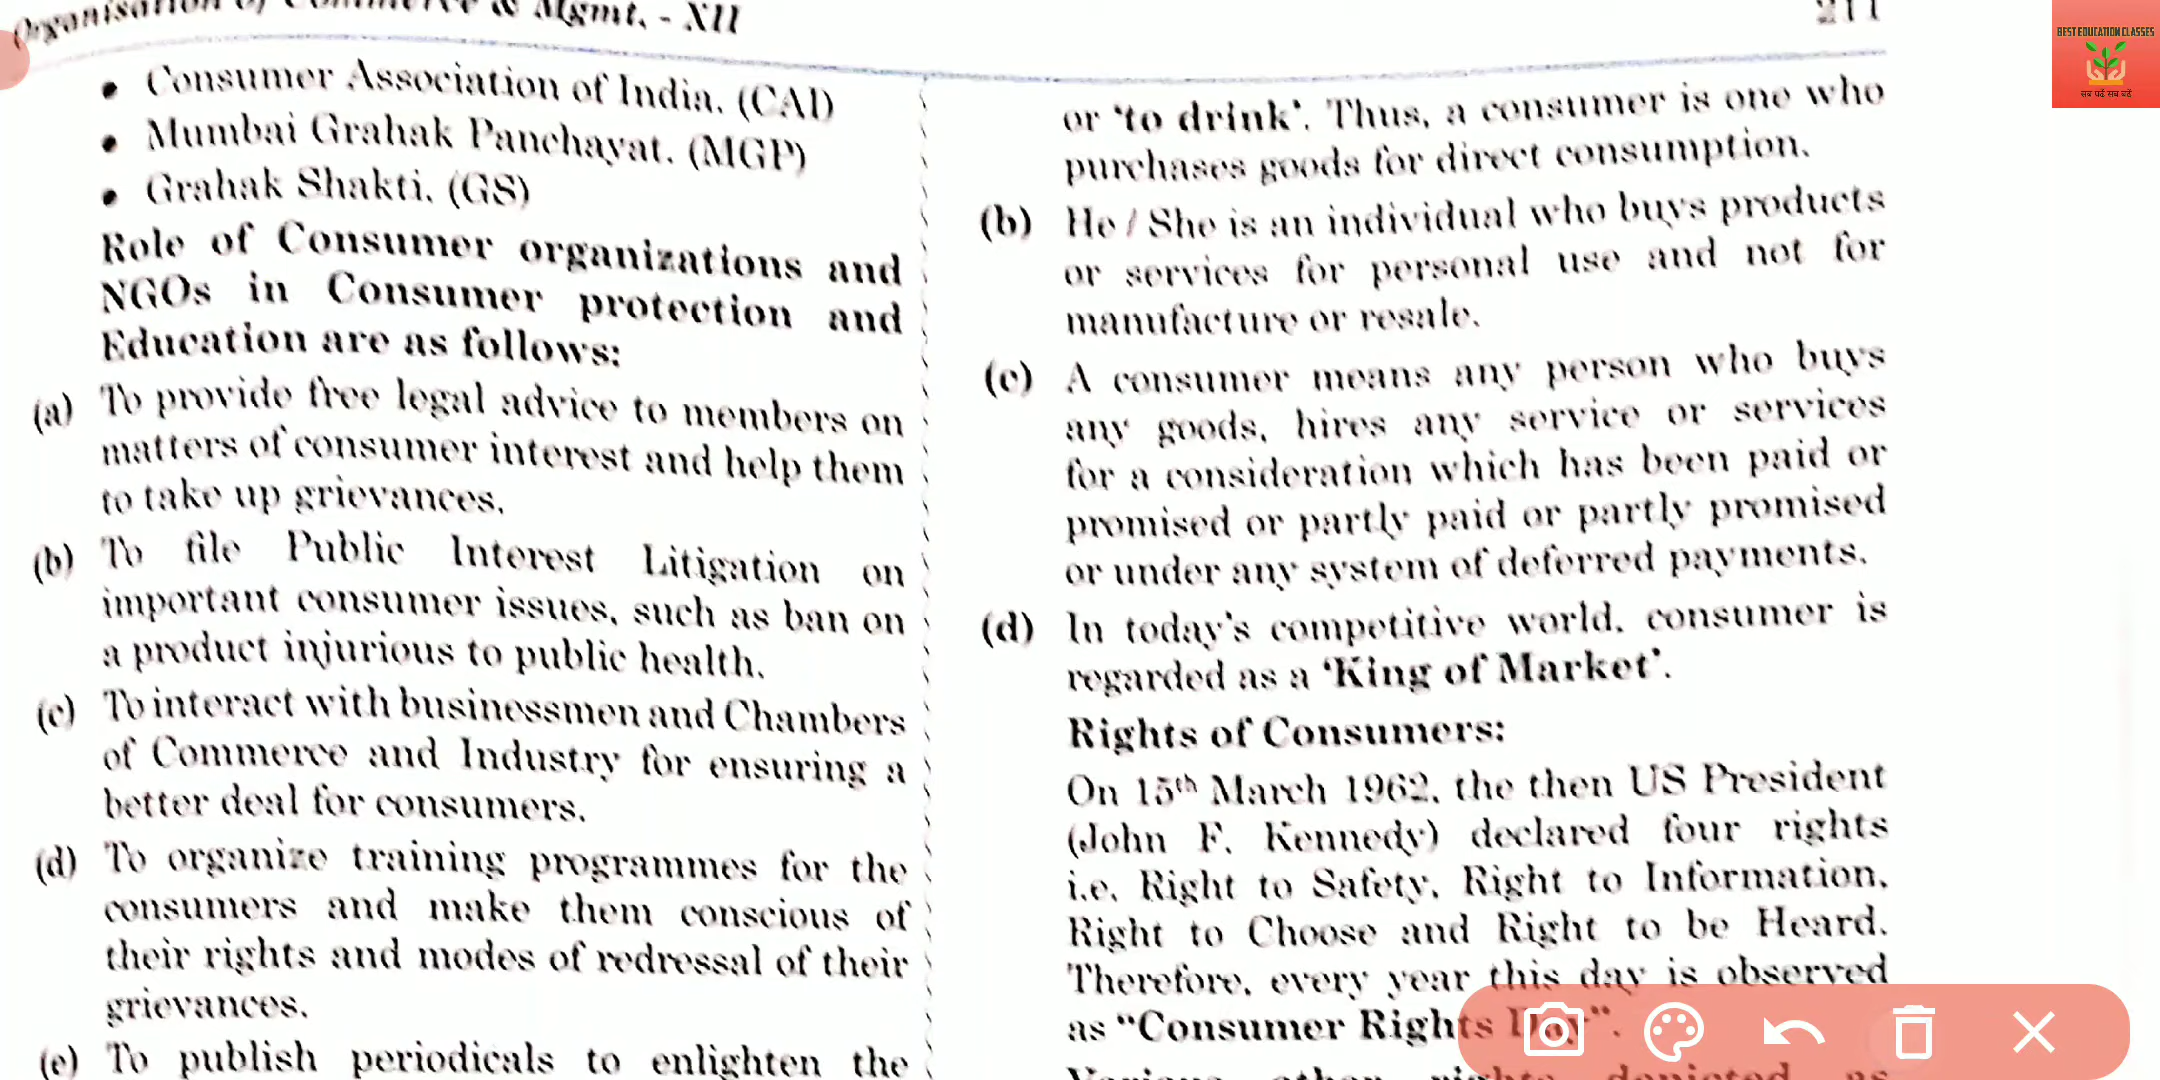 Organisation of Commerce & Mgmt. - XII
211
BEST EDUCATION CLASSES
सब पढ़ें सब बढ़ें
• Consumer Association of India. (CAI)
• Mumbai Grahak Panchayat. (MGP)
• Grahak Shakti. (GS)
Role of Consumer organizations and
NGOs in Consumer protection and
Education are as follows:
(a) To provide free legal advice to members on
matters of consumer interest and help them
to take up grievances.
(b) To file Public Interest Litigation on
important consumer issues, such as ban on
a product injurious to public health.
(c) To interact with businessmen and Chambers
of Commerce and Industry for ensuring a
better deal for consumers.
(d) To organize training programmes for the
consumers and make them conscious of
their rights and modes of redressal of their
grievances.
(e) To publish periodicals to enlighten the
or 'to drink'. Thus, a consumer is one who
purchases goods for direct consumption.
(b) He / She is an individual who buys products
or services for personal use and not for
manufacture or resale.
(c) A consumer means any person who buys
any goods, hires any service or services
for a consideration which has been paid or
promised or partly paid or partly promised
or under any system of deferred payments.
(d) In today's competitive world, consumer is
regarded as a 'King of Market'.
Rights of Consumers:
On 15th March 1962, the then US President
(John F. Kennedy) declared four rights
i.e. Right to Safety, Right to Information,
Right to Choose and Right to be Heard.
Therefore, every year this day is observed
as "Consumer Rights Day".
Various other rights depicted as